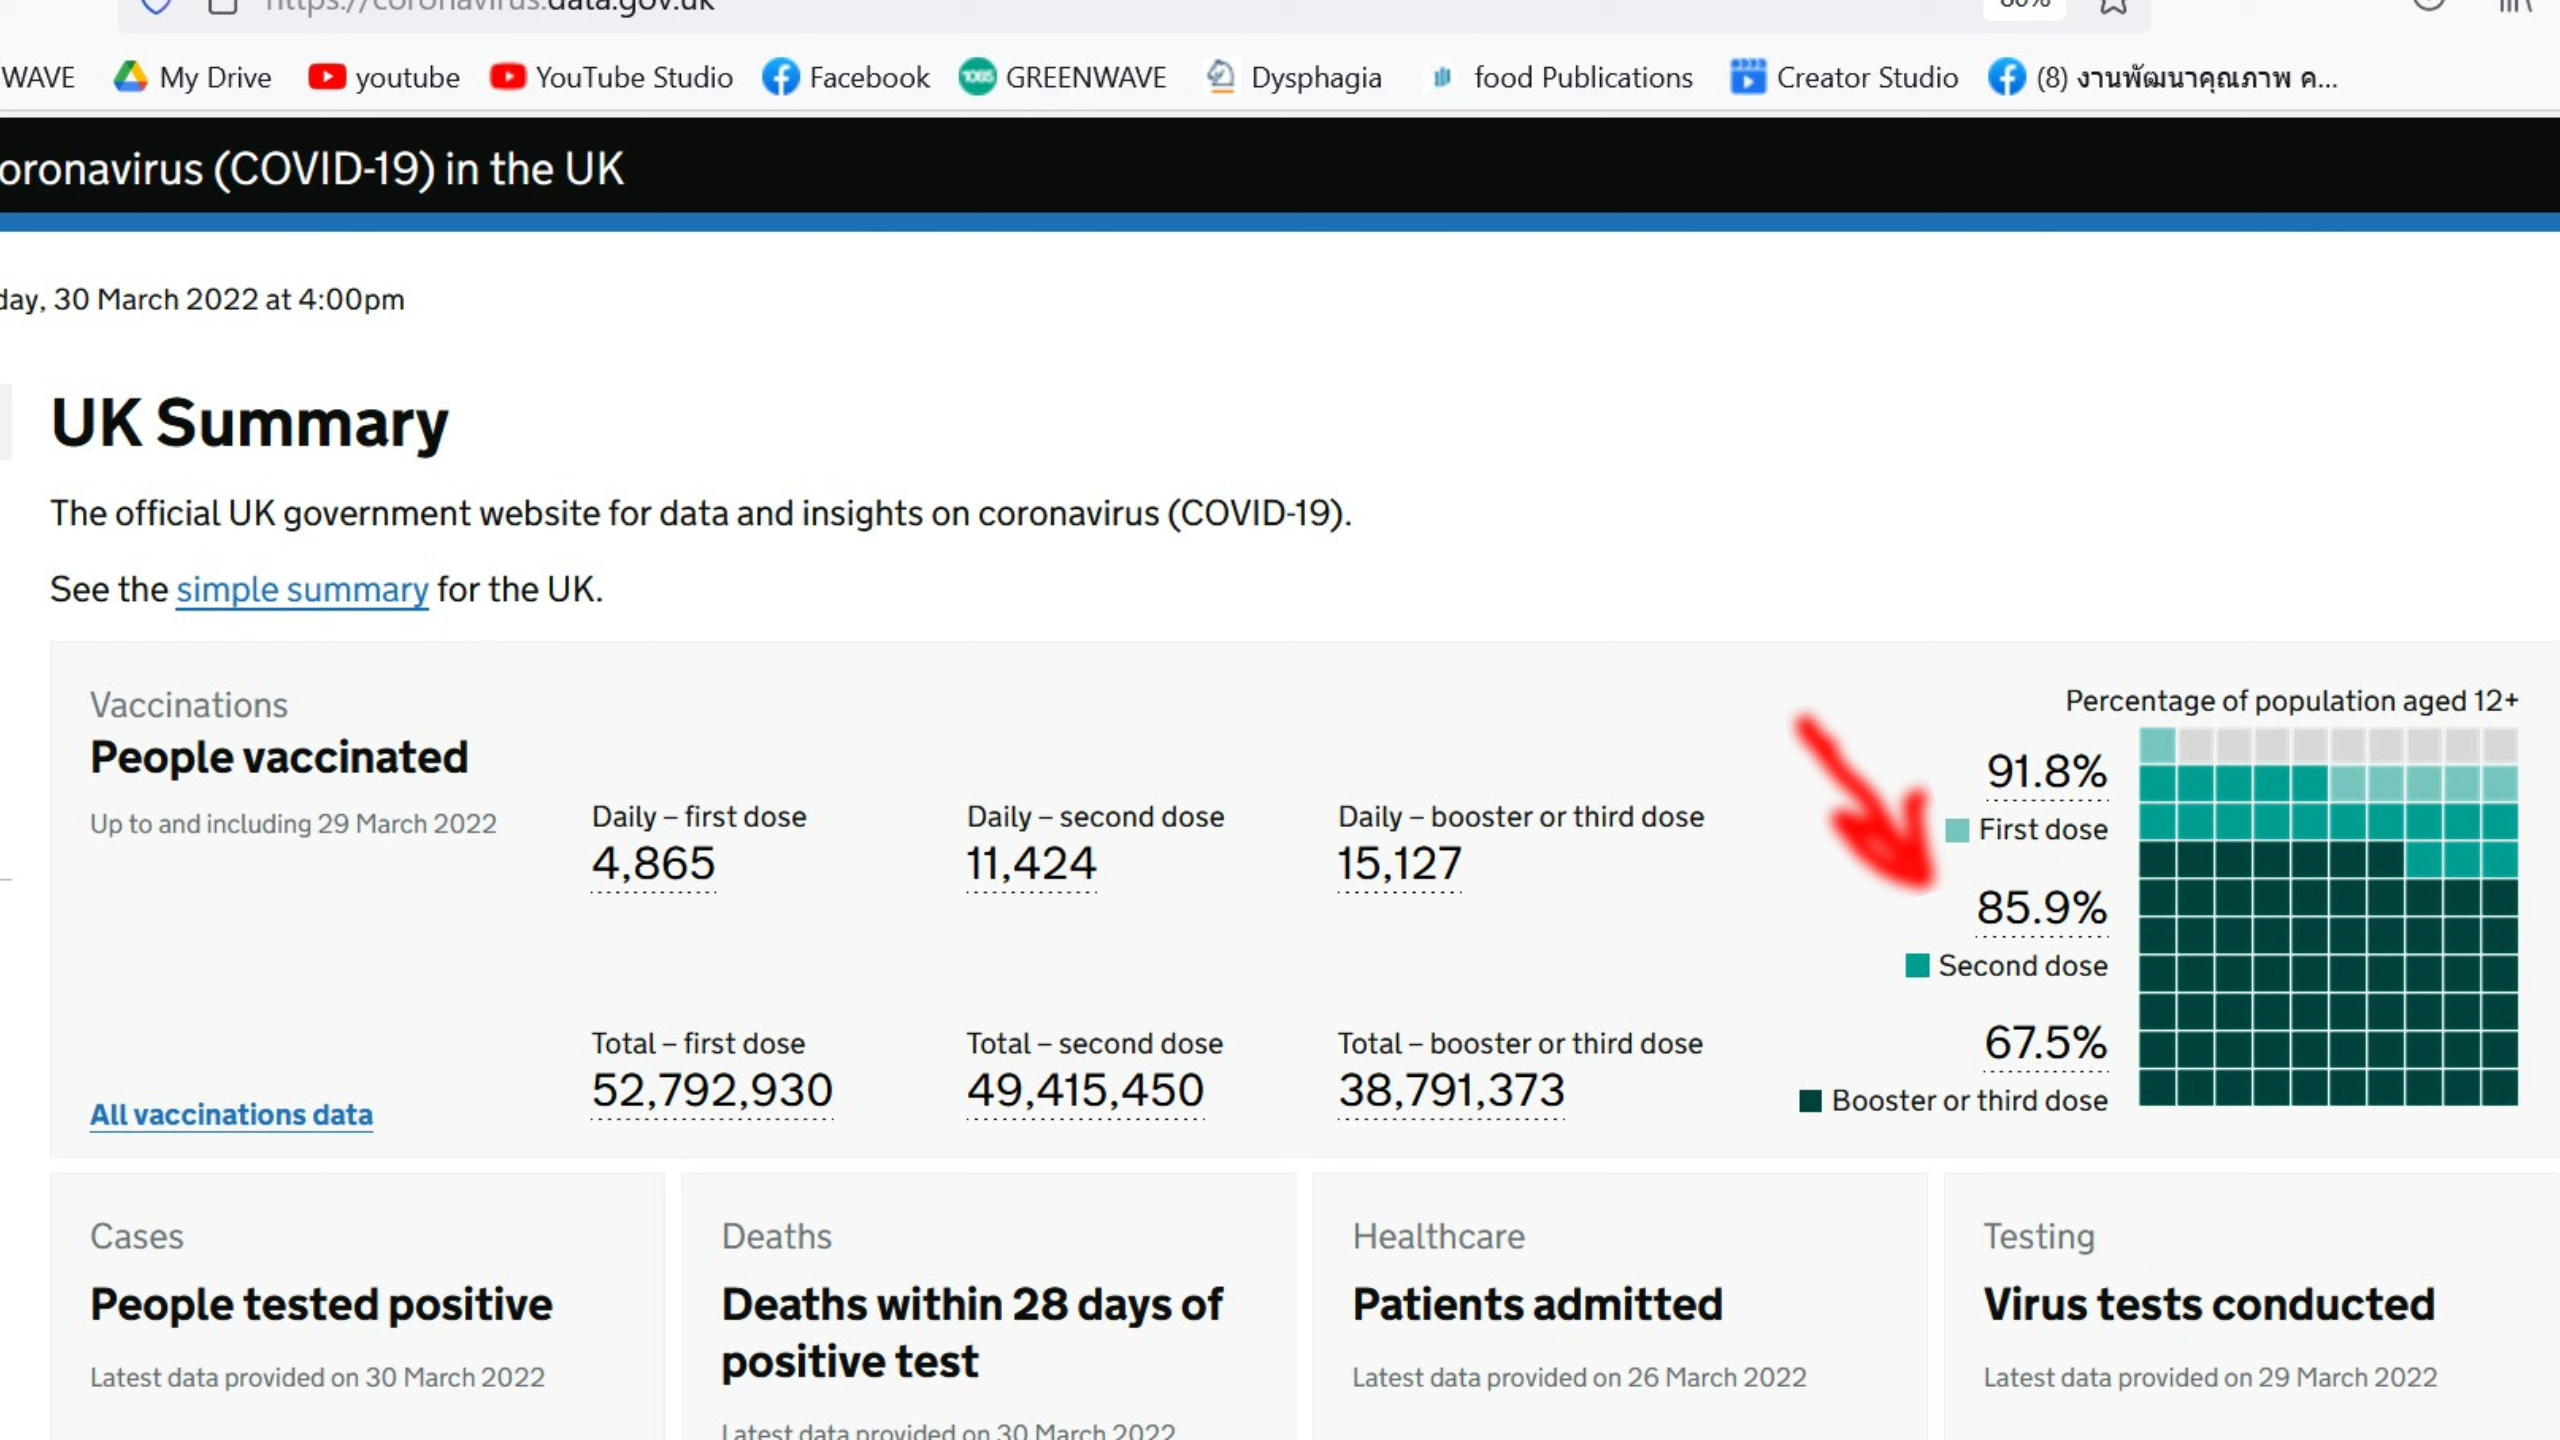 https://coronavirus.data.gov.uk
80%
WAVE My Drive youtube YouTube Studio Facebook 1065 GREENWAVE Dysphagia food Publications Creator Studio (8) งานพัฒนาคุณภาพ ค...
oronavirus (COVID-19) in the UK
day, 30 March 2022 at 4:00pm
UK Summary
The official UK government website for data and insights on coronavirus (COVID-19).
See the simple summary for the UK.
Vaccinations
People vaccinated
Up to and including 29 March 2022
Daily – first dose
4,865
Daily – second dose
11,424
Daily – booster or third dose
15,127
Total – first dose
52,792,930
Total – second dose
49,415,450
Total – booster or third dose
38,791,373
All vaccinations data
Percentage of population aged 12+
91.8%
First dose
85.9%
Second dose
67.5%
Booster or third dose
Cases
People tested positive
Latest data provided on 30 March 2022
Deaths
Deaths within 28 days of
positive test
Latest data provided on 30 March 2022
Healthcare
Patients admitted
Latest data provided on 26 March 2022
Testing
Virus tests conducted
Latest data provided on 29 March 2022